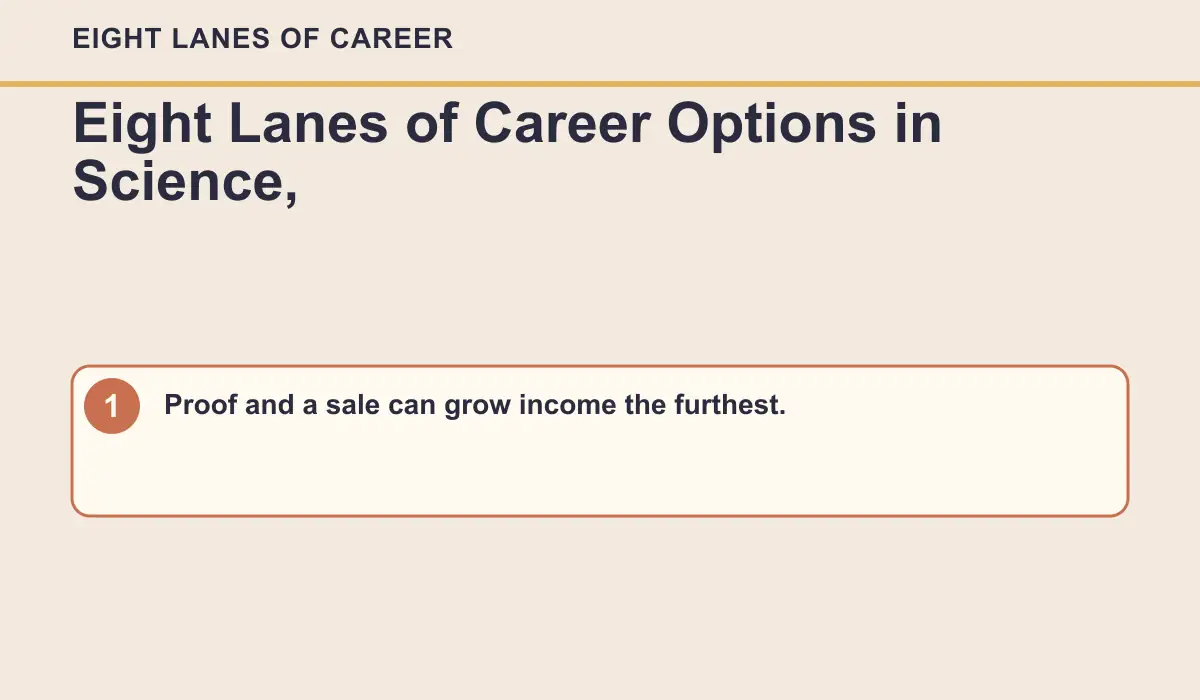 EIGHT LANES OF CAREER
Eight Lanes of Career Options in
Science,
1
Proof and a sale can grow income the furthest.